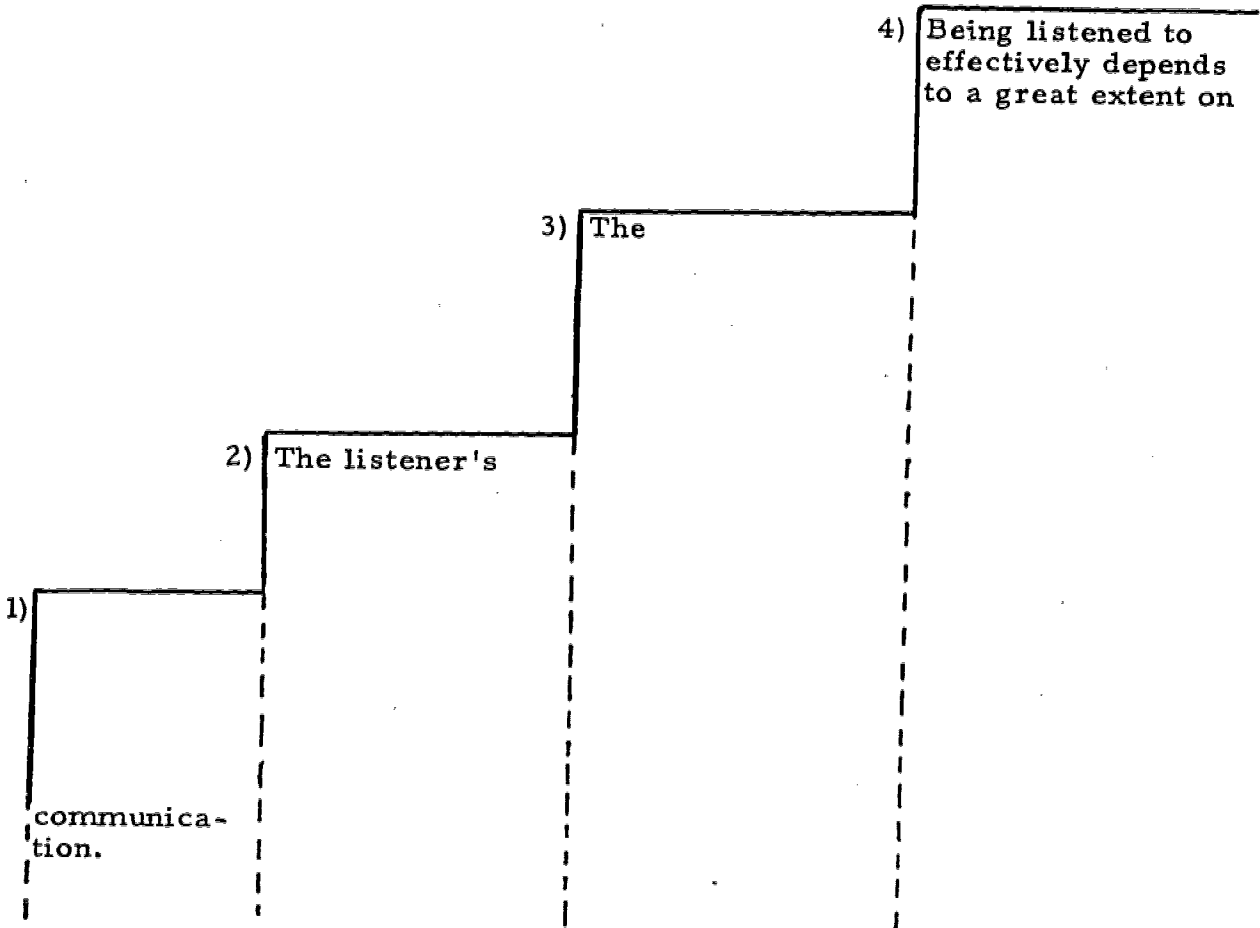 1)
communica-
tion.
2) The listener's
3) The
4) Being listened to
effectively depends
to a great extent on